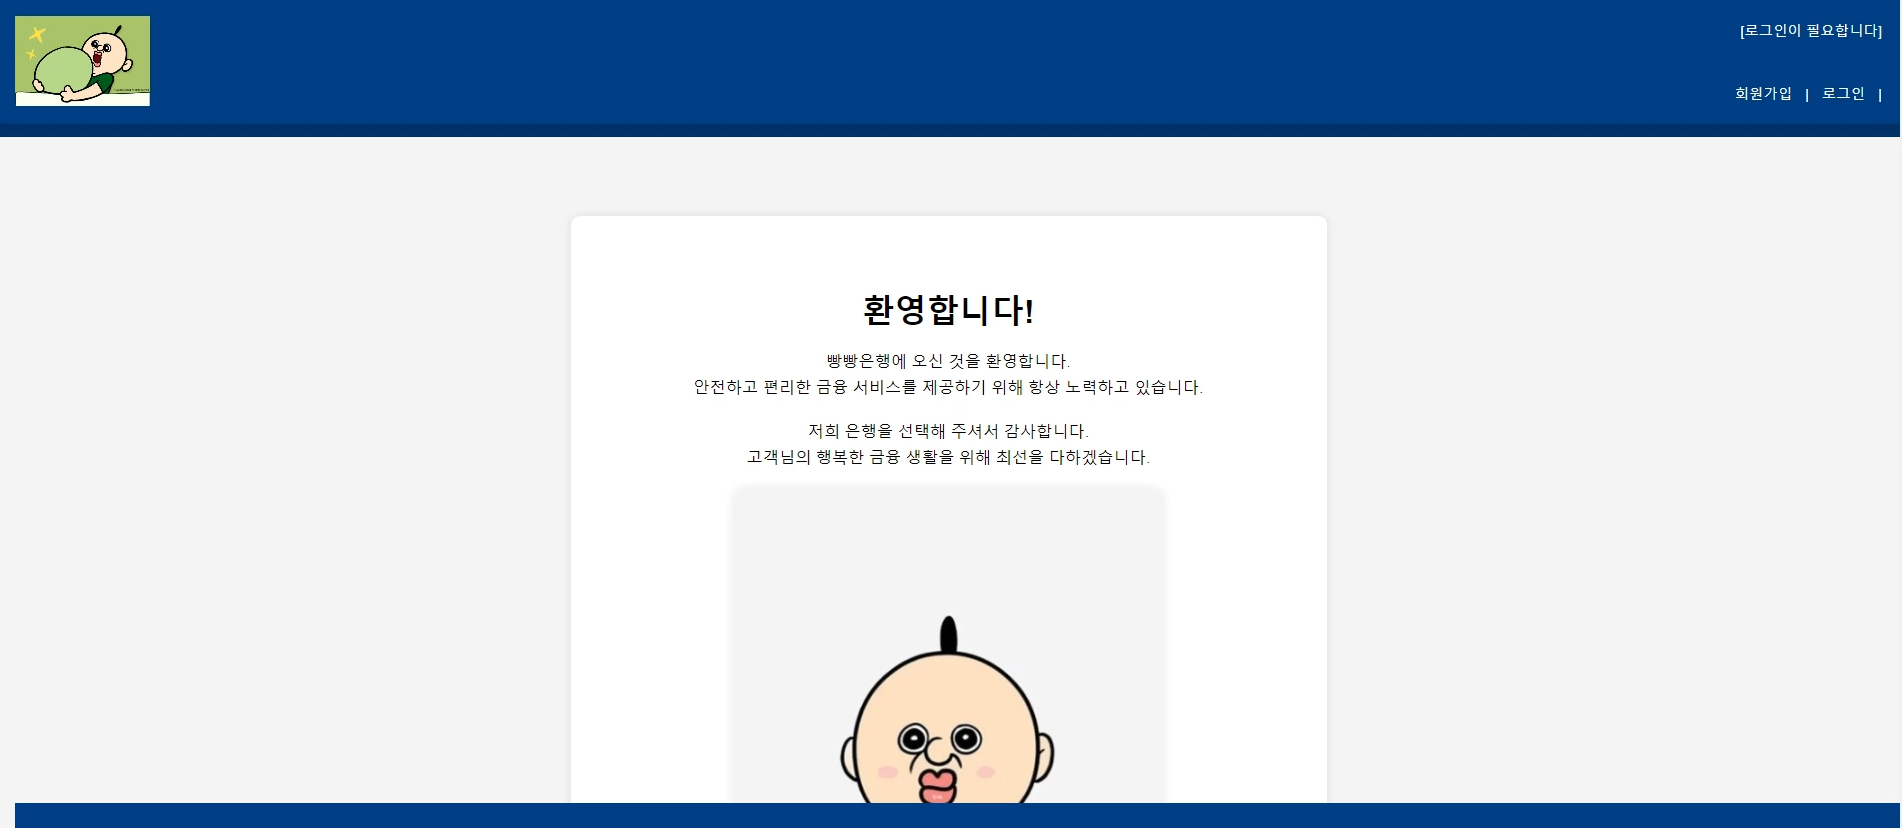 [로그인이 필요합니다]
회원가입 | 로그인 |
환영합니다!
빵빵은행에 오신 것을 환영합니다.
안전하고 편리한 금융 서비스를 제공하기 위해 항상 노력하고 있습니다.
저희 은행을 선택해 주셔서 감사합니다.
고객님의 행복한 금융 생활을 위해 최선을 다하겠습니다.